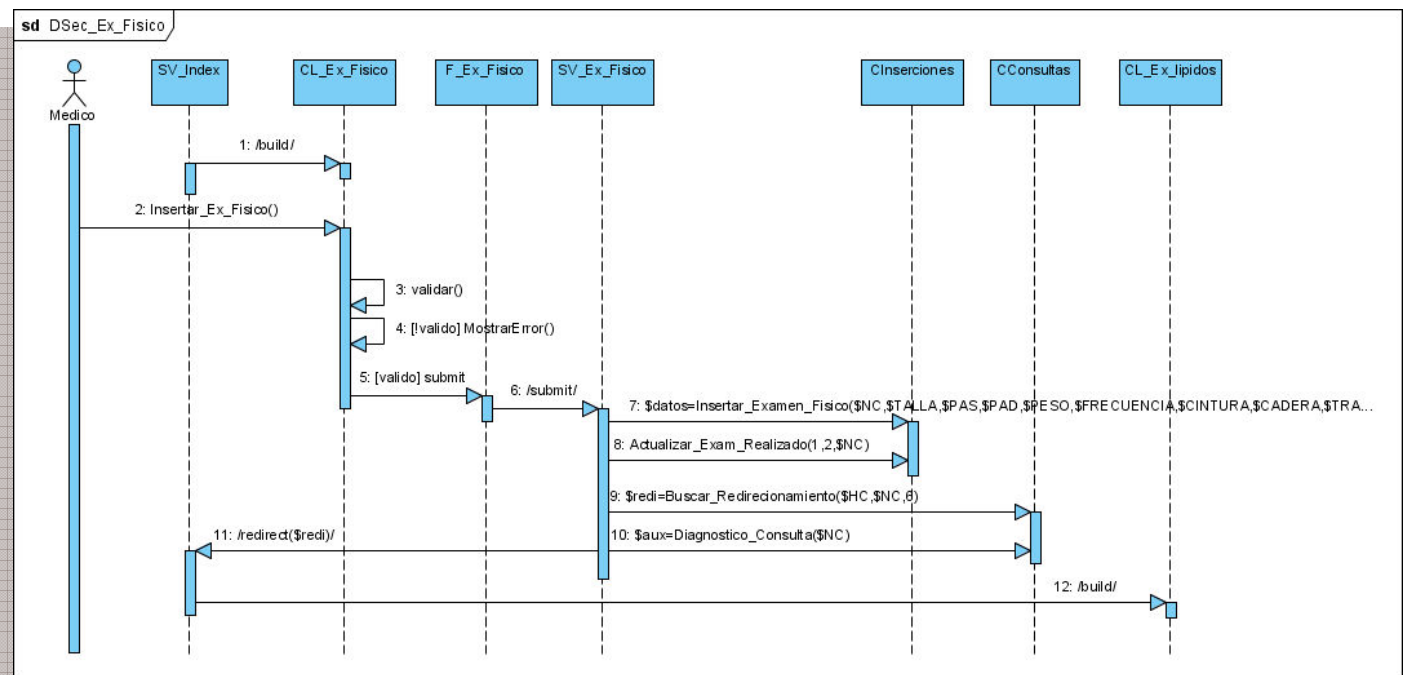 sd DSec_Ex_Fisico
SV_Index
CL_Ex_Fisico
F_Ex_Fisico
SV_Ex_Fisico
CInserciones
CConsultas
CL_Ex_lipidos
Medico
1: /build/
2: Insertar_Ex_Fisico()
3: validar()
4: [!valido] MostrarError()
5: [valido] submit
6: /submit/
7: $datos=Insertar_Examen_Fisico($NC,$TALLA,$PAS,$PAD,$PESO,$FRECUENCIA,$CINTURA,$CADERA,$TRA...
8: Actualizar_Exam_Realizado(1,2,$NC)
9: $redi=Buscar_Redirecionamiento($HC,$NC,6)
11: /redirect($redi)/
10: $aux=Diagnostico_Consulta($NC)
12: /build/